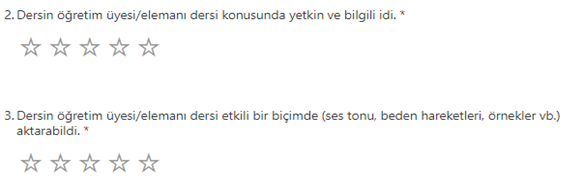 2. Dersin öğretim üyesi/elemanı dersi konusunda yetkin ve bilgili idi. *
3. Dersin öğretim üyesi/elemanı dersi etkili bir biçimde (ses tonu, beden hareketleri, örnekler vb.)
aktarabildi. *